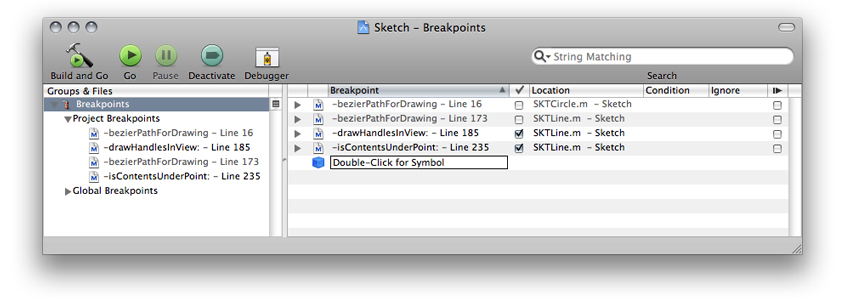 Sketch – Breakpoints
Build and Go Go Pause Deactivate Debugger
String Matching
Search
Groups & Files
Breakpoints
Project Breakpoints
-bezierPathForDrawing - Line 16
-drawHandlesInView: - Line 185
-bezierPathForDrawing - Line 173
-isContentsUnderPoint: - Line 235
Global Breakpoints
Breakpoint Location Condition Ignore
-bezierPathForDrawing - Line 16 SKTCircle.m - Sketch
-bezierPathForDrawing - Line 173 SKTLine.m - Sketch
-drawHandlesInView: - Line 185 SKTLine.m - Sketch
-isContentsUnderPoint: - Line 235 SKTLine.m - Sketch
Double-Click for Symbol